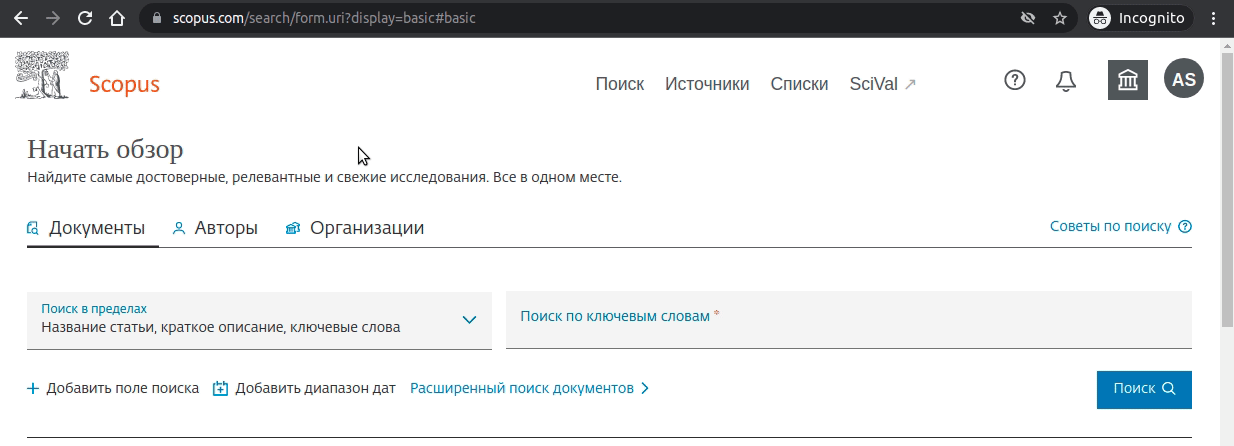 scopus.com/search/form.uri?display=basic#basic
Incognito
Scopus
Поиск Источники Списки SciVal ↗
AS
Начать обзор
Найдите самые достоверные, релевантные и свежие исследования. Все в одном месте.
Документы Авторы Организации
Советы по поиску
Поиск в пределах
Название статьи, краткое описание, ключевые слова
Поиск по ключевым словам *
+ Добавить поле поиска Добавить диапазон дат Расширенный поиск документов >
Поиск